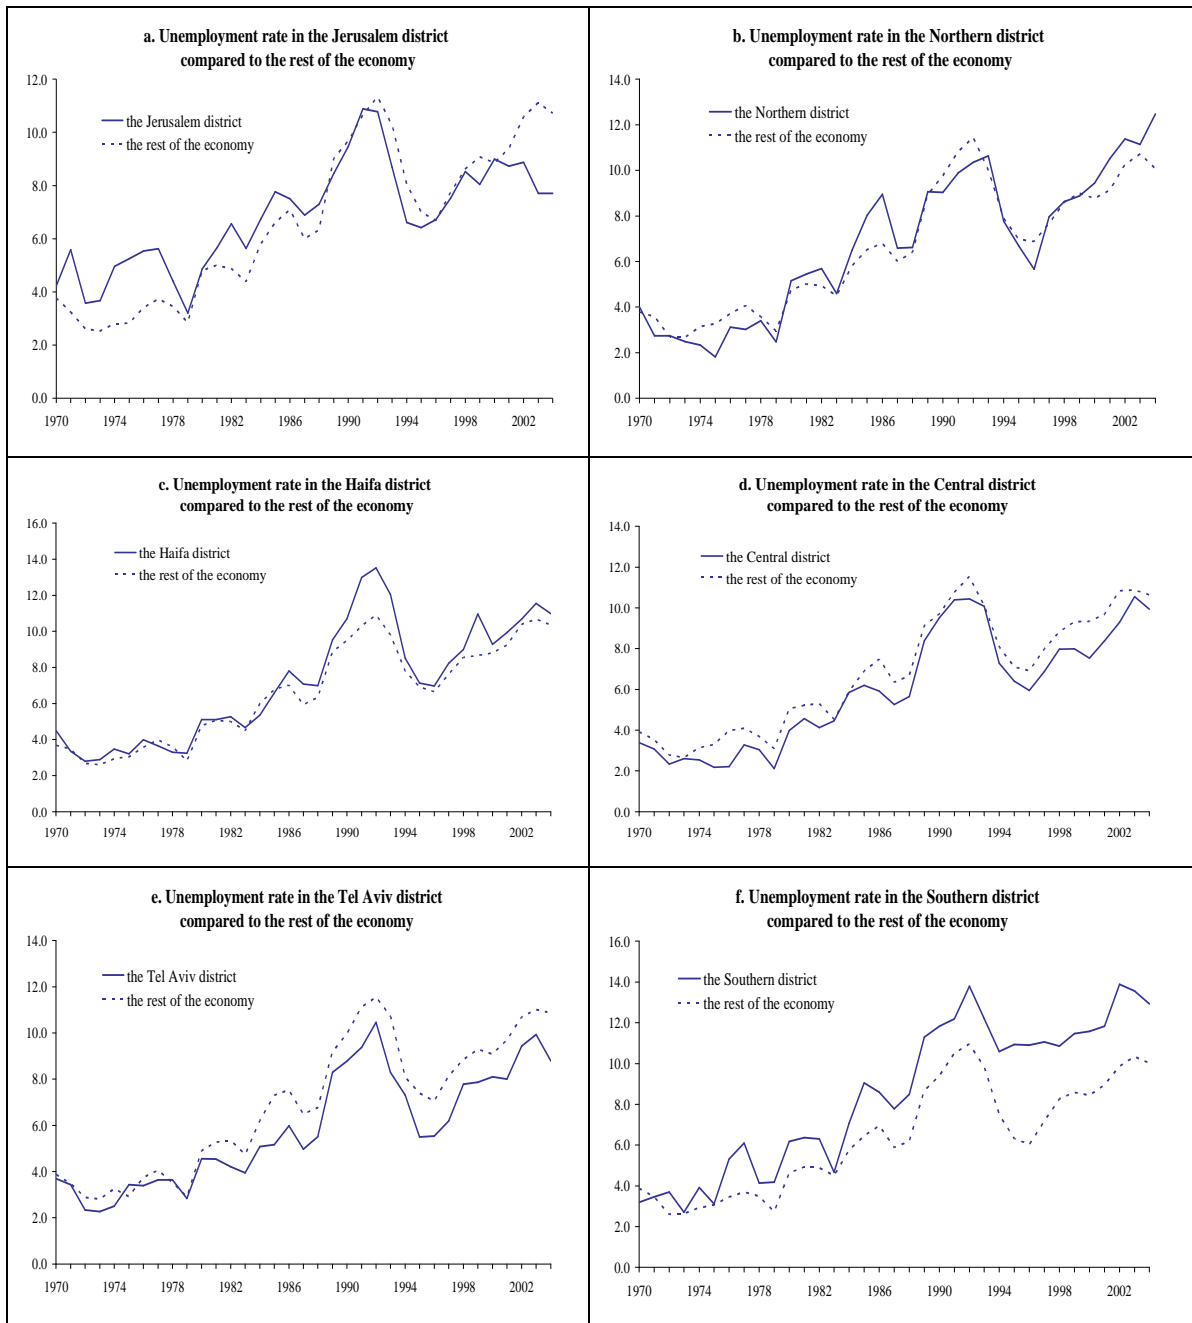 a. Unemployment rate in the Jerusalem district
compared to the rest of the economy
12.0
10.0
8.0
6.0
4.0
2.0
0.0
the Jerusalem district
the rest of the economy
1970 1974 1978 1982 1986 1990 1994 1998 2002
b. Unemployment rate in the Northern district
compared to the rest of the economy
14.0
12.0
10.0
8.0
6.0
4.0
2.0
0.0
the Northern district
the rest of the economy
1970 1974 1978 1982 1986 1990 1994 1998 2002
c. Unemployment rate in the Haifa district
compared to the rest of the economy
16.0
14.0
12.0
10.0
8.0
6.0
4.0
2.0
0.0
the Haifa district
the rest of the economy
1970 1974 1978 1982 1986 1990 1994 1998 2002
d. Unemployment rate in the Central district
compared to the rest of the economy
14.0
12.0
10.0
8.0
6.0
4.0
2.0
0.0
the Central district
the rest of the economy
1970 1974 1978 1982 1986 1990 1994 1998 2002
e. Unemployment rate in the Tel Aviv district
compared to the rest of the economy
14.0
12.0
10.0
8.0
6.0
4.0
2.0
0.0
the Tel Aviv district
the rest of the economy
1970 1974 1978 1982 1986 1990 1994 1998 2002
f. Unemployment rate in the Southern district
compared to the rest of the economy
16.0
14.0
12.0
10.0
8.0
6.0
4.0
2.0
0.0
the Southern district
the rest of the economy
1970 1974 1978 1982 1986 1990 1994 1998 2002